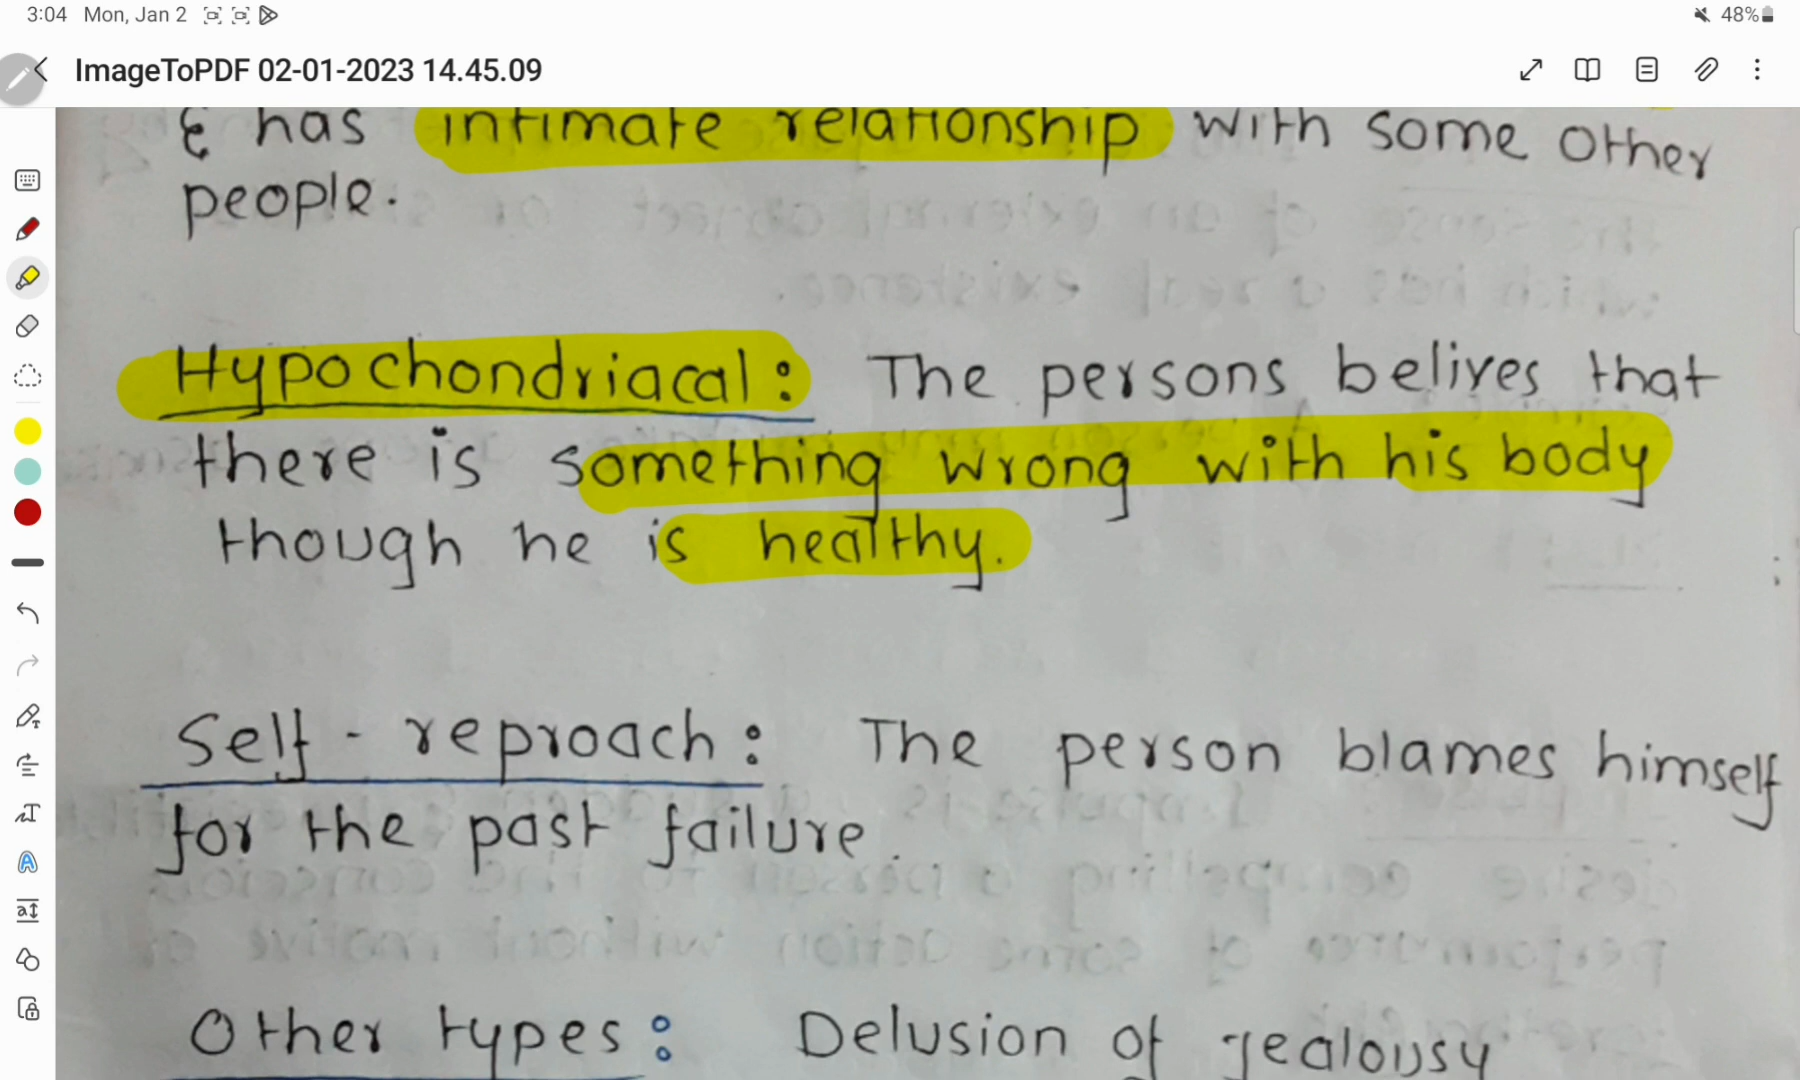 3:04 Mon, Jan 2
48%
ImageToPDF 02-01-2023 14.45.09
& has intimate relationship with some other
people.
Hypochondriacal: The persons belives that
there is something wrong with his body
though he is healthy.
Self - reproach: The person blames himself
for the past failure.
Other types: Delusion of jealousy